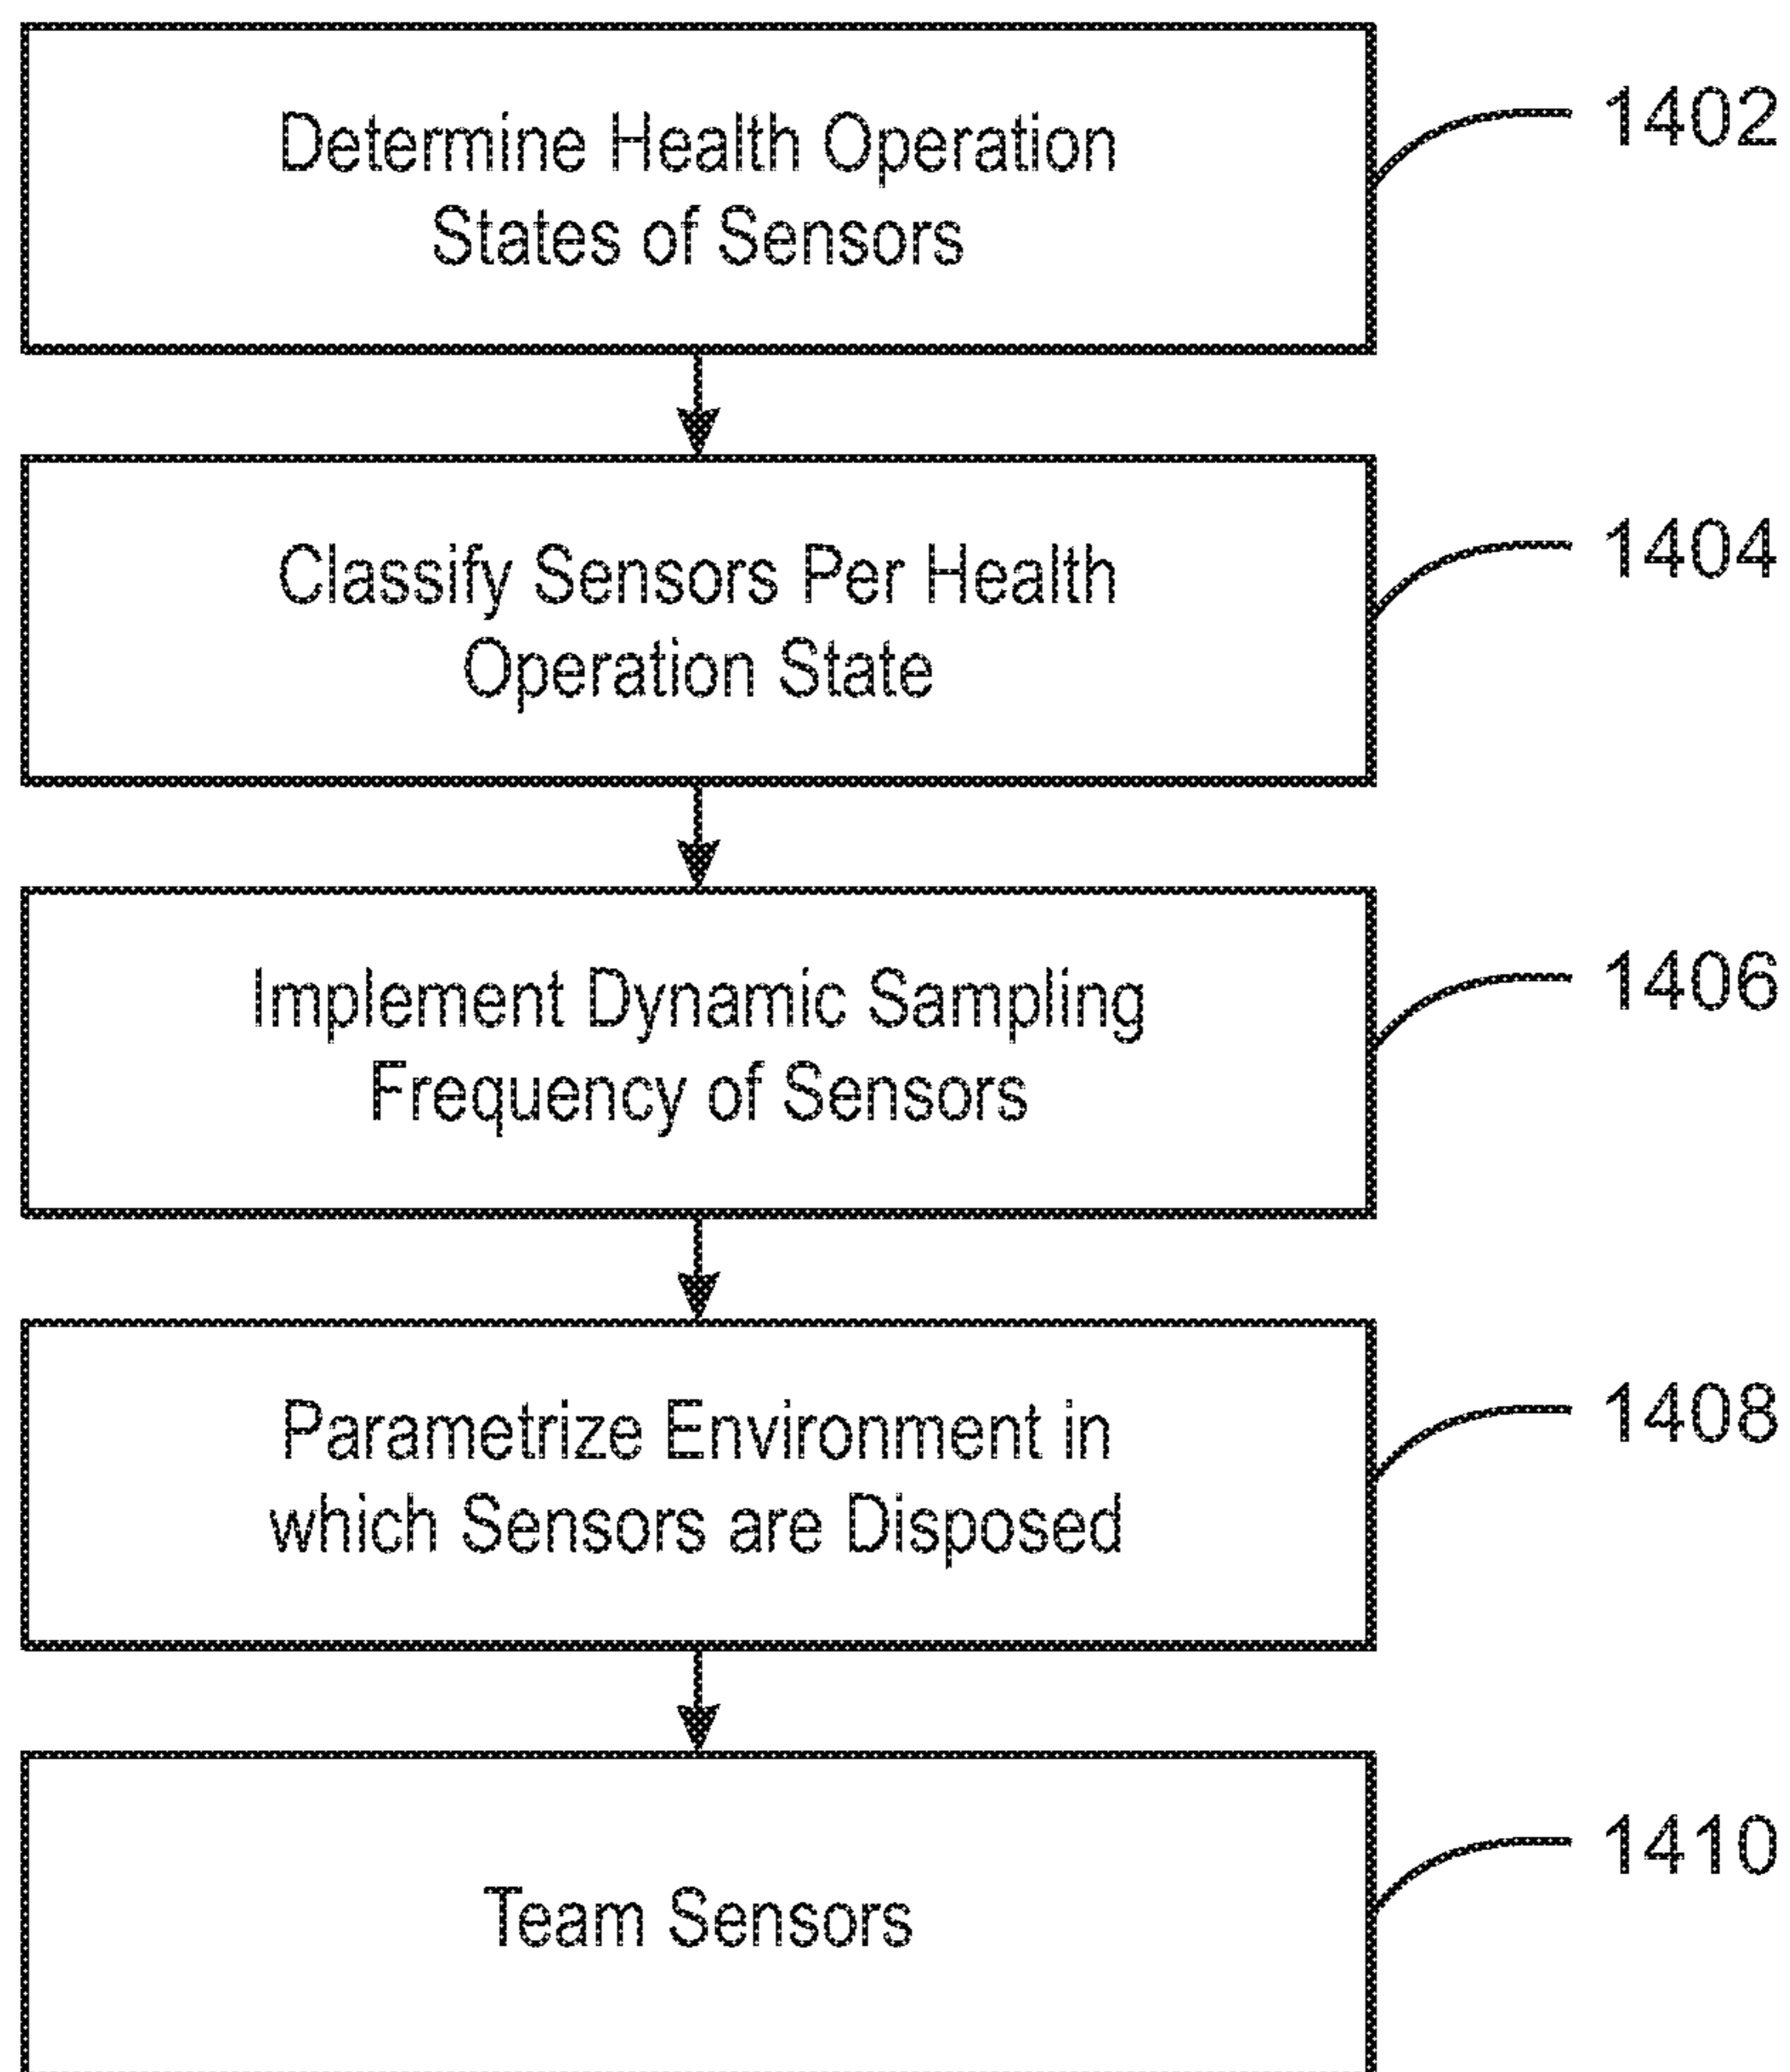 Determine Health Operation
States of Sensors
1402
Classify Sensors Per Health
Operation State
1404
Implement Dynamic Sampling
Frequency of Sensors
1406
Parametrize Environment in
which Sensors are Disposed
1408
Team Sensors
1410